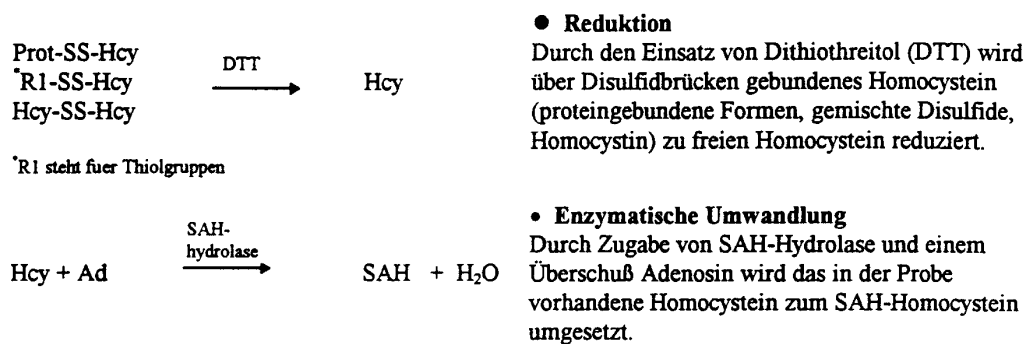 ● Reduktion
Prot-SS-Hcy
*R1-SS-Hcy
Hcy-SS-Hcy
DTT
Hcy
Durch den Einsatz von Dithiothreitol (DTT) wird
über Disulfidbrücken gebundenes Homocystein
(proteingebundene Formen, gemischte Disulfide,
Homocystin) zu freien Homocystein reduziert.
*R1 steht fuer Thiolgruppen
• Enzymatische Umwandlung
Hcy + Ad
SAH-
hydrolase
SAH + H₂O
Durch Zugabe von SAH-Hydrolase und einem
Überschuß Adenosin wird das in der Probe
vorhandene Homocystein zum SAH-Homocystein
umgesetzt.